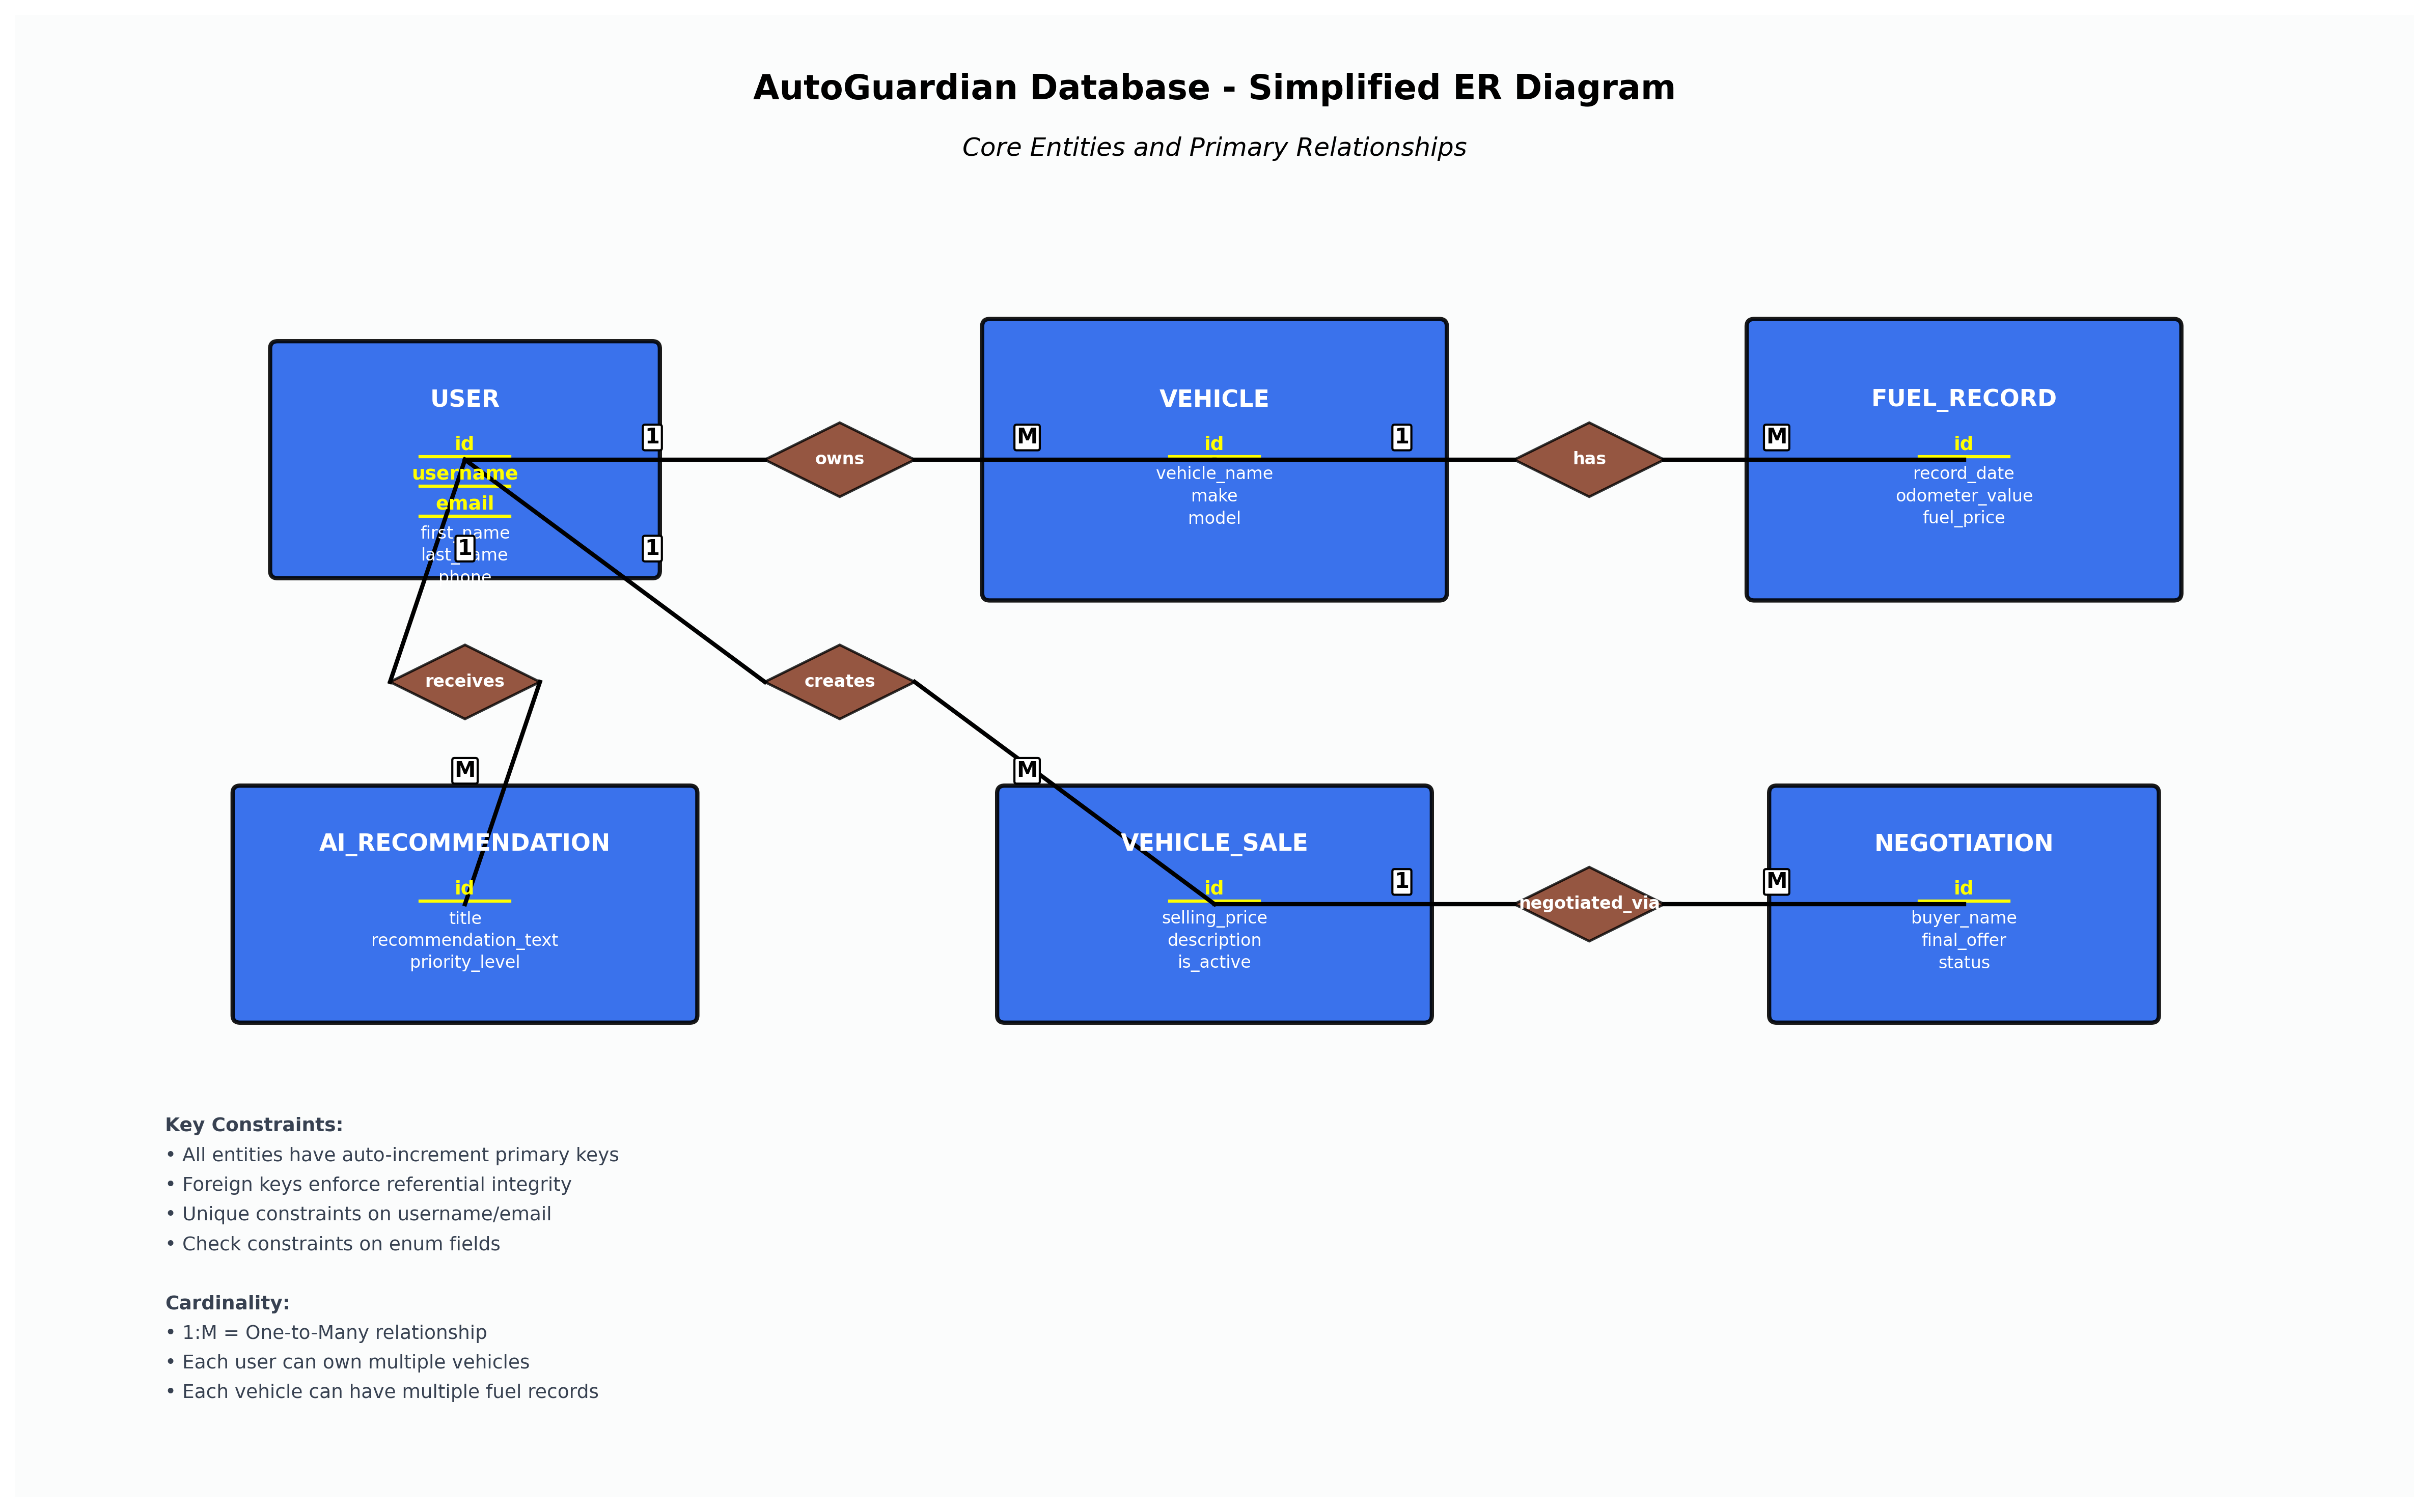 AutoGuardian Database - Simplified ER Diagram
Core Entities and Primary Relationships
USER
id
username
email
first_name
last_name
phone
1
1
1
owns
VEHICLE
id
vehicle_name
make
model
M
1
has
FUEL_RECORD
id
record_date
odometer_value
fuel_price
M
receives
creates
M
AI_RECOMMENDATION
id
title
recommendation_text
priority_level
M
VEHICLE_SALE
id
selling_price
description
is_active
1
negotiated_via
M
NEGOTIATION
id
buyer_name
final_offer
status
Key Constraints:
• All entities have auto-increment primary keys
• Foreign keys enforce referential integrity
• Unique constraints on username/email
• Check constraints on enum fields
Cardinality:
• 1:M = One-to-Many relationship
• Each user can own multiple vehicles
• Each vehicle can have multiple fuel records